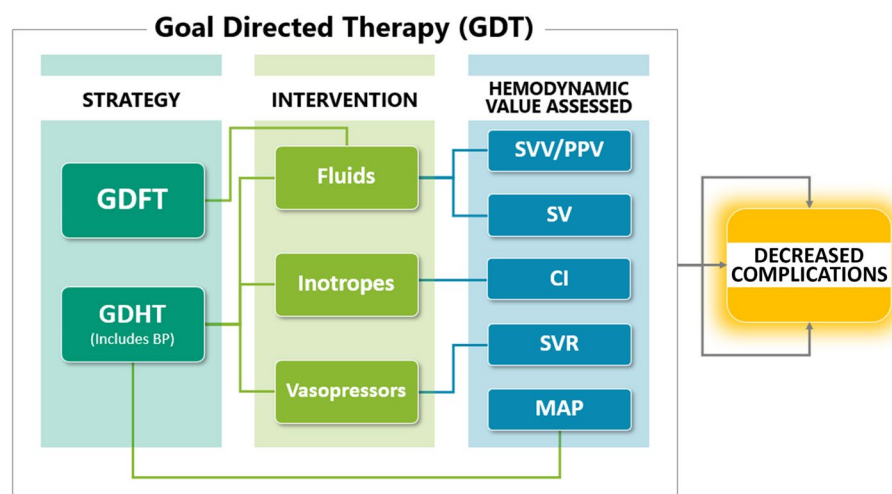 Goal Directed Therapy (GDT)
STRATEGY
INTERVENTION
HEMODYNAMIC
VALUE ASSESSED
GDFT
GDHT
(Includes BP)
Fluids
Inotropes
Vasopressors
SVV/PPV
SV
CI
SVR
MAP
DECREASED
COMPLICATIONS